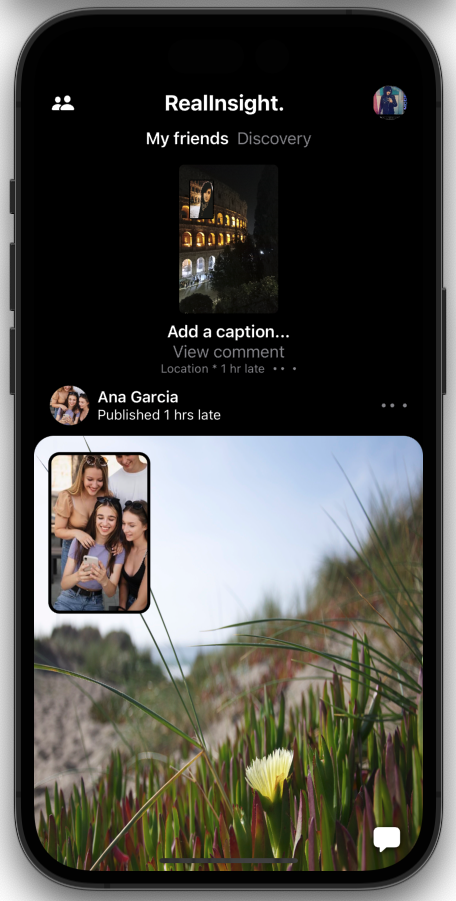 RealInsight.
My friends Discovery
Add a caption...
View comment
Location * 1 hr late •••
Ana Garcia
Published 1 hrs late